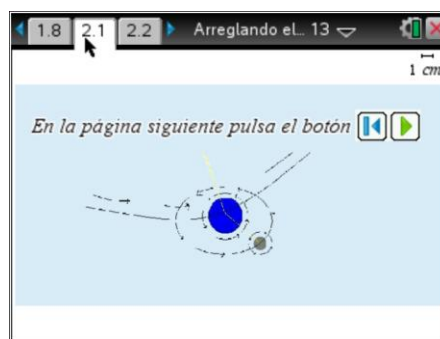 1.8 2.1 2.2 Arreglando el... 13
1 cm
En la página siguiente pulsa el botón